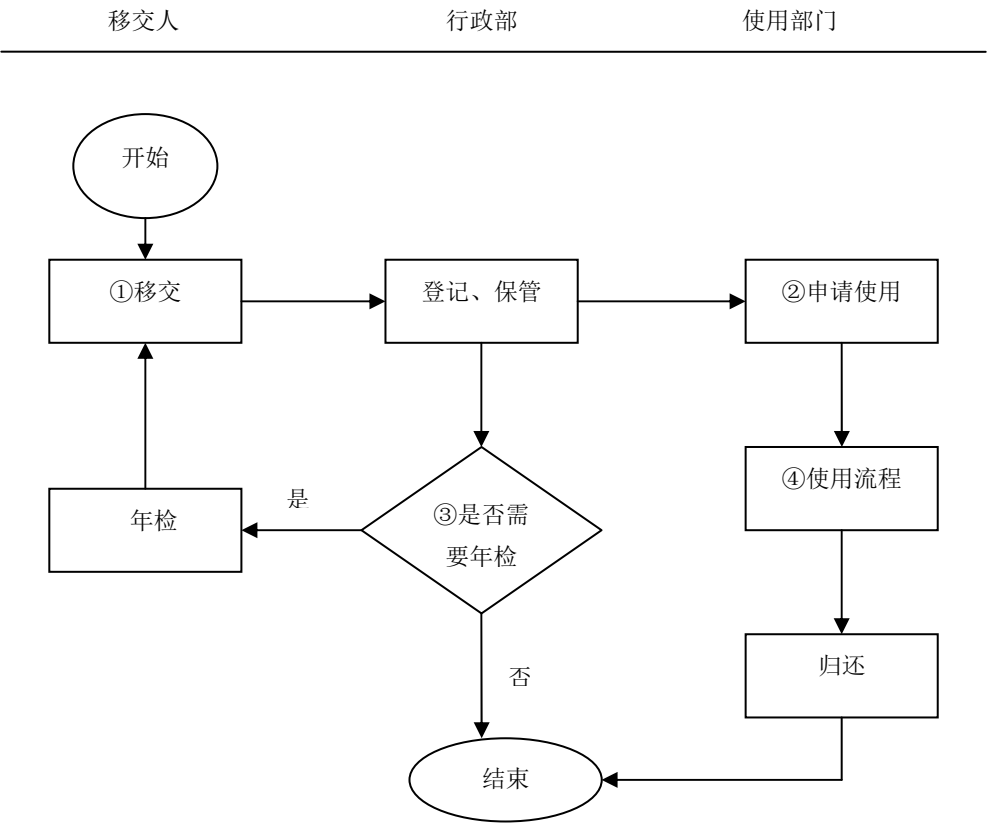 移交人
行政部
使用部门
开始
①移交
登记、保管
②申请使用
④使用流程
是
年检
③是否需
要年检
归还
否
结束